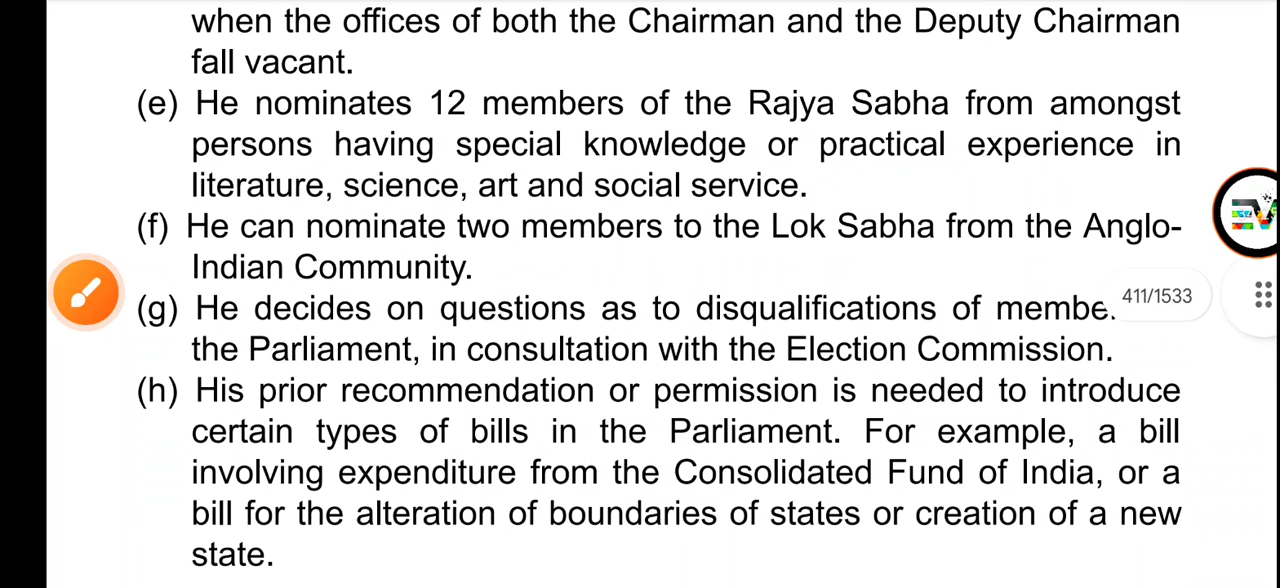 when the offices of both the Chairman and the Deputy Chairman
fall vacant.
(e) He nominates 12 members of the Rajya Sabha from amongst
persons having special knowledge or practical experience in
literature, science, art and social service.
(f) He can nominate two members to the Lok Sabha from the Anglo-
Indian Community.
(g) He decides on questions as to disqualifications of
411/1533
the Parliament, in consultation with the Election Commission.
(h) His prior recommendation or permission is needed to introduce
certain types of bills in the Parliament. For example, a bill
involving expenditure from the Consolidated Fund of India, or a
bill for the alteration of boundaries of states or creation of a new
state.